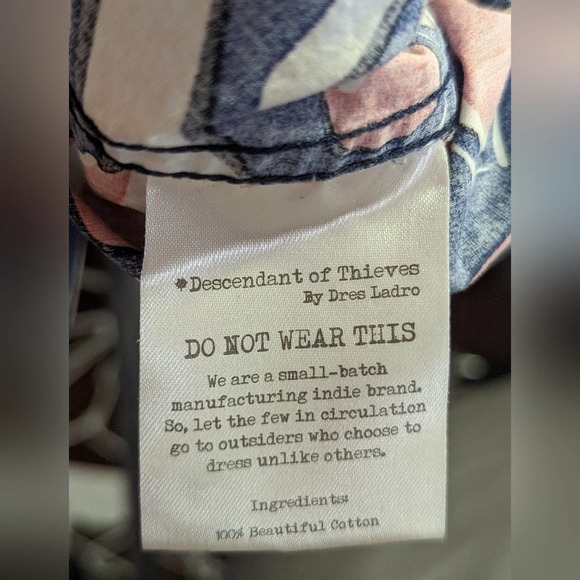 *Descendant of Thieves
By Dres Ladro
DO NOT WEAR THIS
We are a small-batch
manufacturing indie brand.
So, let the few in circulation
go to outsiders who choose to
dress unlike others.
Ingredients:
100% Beautiful Cotton